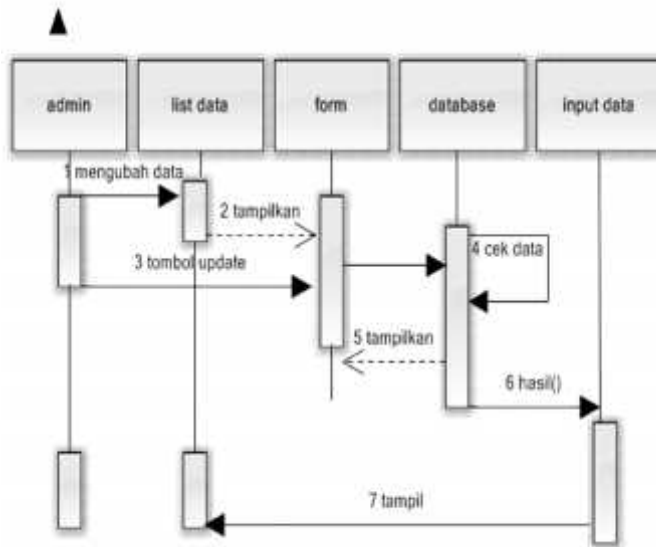 admin
list data
form
database
input data
1 mengubah data
2 tampilkan
4 cek data
3 tombol update
5 tampilkan
6 hasil()
7 tampil